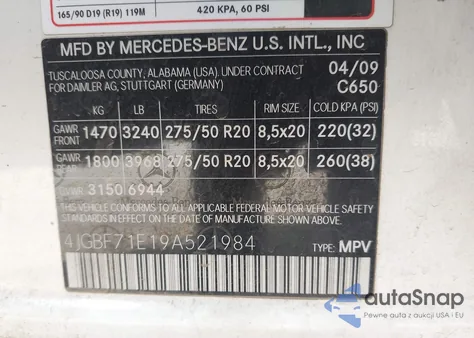 165/90 D19 (R19) 119M 420 KPA, 60 PSI
MFD BY MERCEDES-BENZ U.S. INTL., INC
TUSCALOOSA COUNTY, ALABAMA (USA). UNDER CONTRACT 04/09
FOR DAIMLER AG, STUTTGART (GERMANY) C650
KG LB TIRES RIM SIZE COLD KPA (PSI)
GAWR FRONT 1470 3240 275/50 R20 8,5x20 220(32)
GAWR 1800 3968 275/50 R20 8,5x20 260(38)
GVWR 3150 6944
THIS VEHICLE CONFORMS TO ALL APPLICABLE FEDERAL MOTOR VEHICLE SAFETY
STANDARDS IN EFFECT ON THE DATE OF MANUFACTURE SHOWN ABOVE.
4JGBF71E19A521984 TYPE: MPV
autoSnap
Pewne auta z aukcji USA i EU